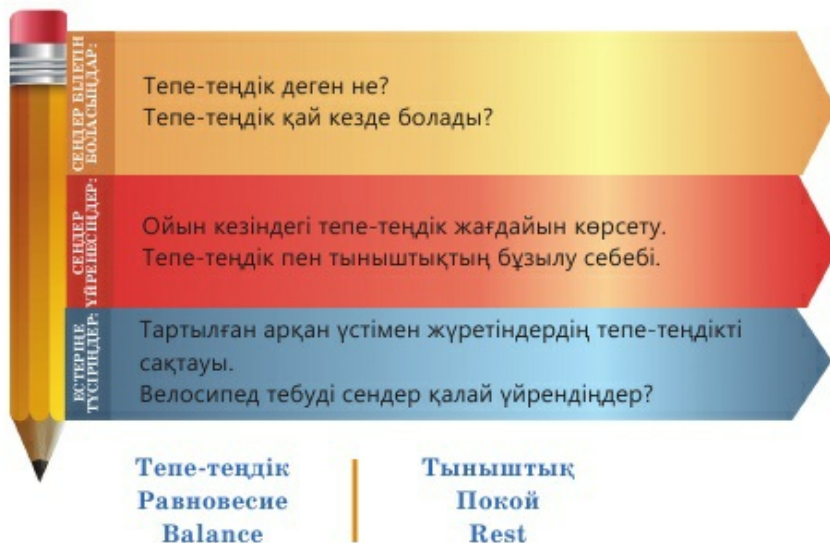 СЕНДЕР БІЛЕТІН
БОЛАСЫҢДАР:
Тепе-теңдік деген не?
Тепе-теңдік қай кезде болады?
СЕНДЕР
ҮЙРЕНЕСІҢДЕР:
Ойын кезіндегі тепе-теңдік жағдайын көрсету.
Тепе-теңдік пен тыныштықтың бұзылу себебі.
ЕСТЕРІҢЕ
ТҮСІРІҢДЕР:
Тартылған арқан үстімен жүретіндердің тепе-теңдікті
сақтауы.
Велосипед тебуді сендер қалай үйрендіңдер?
Тепе-теңдік
Равновесие
Balance
Тыныштық
Покой
Rest